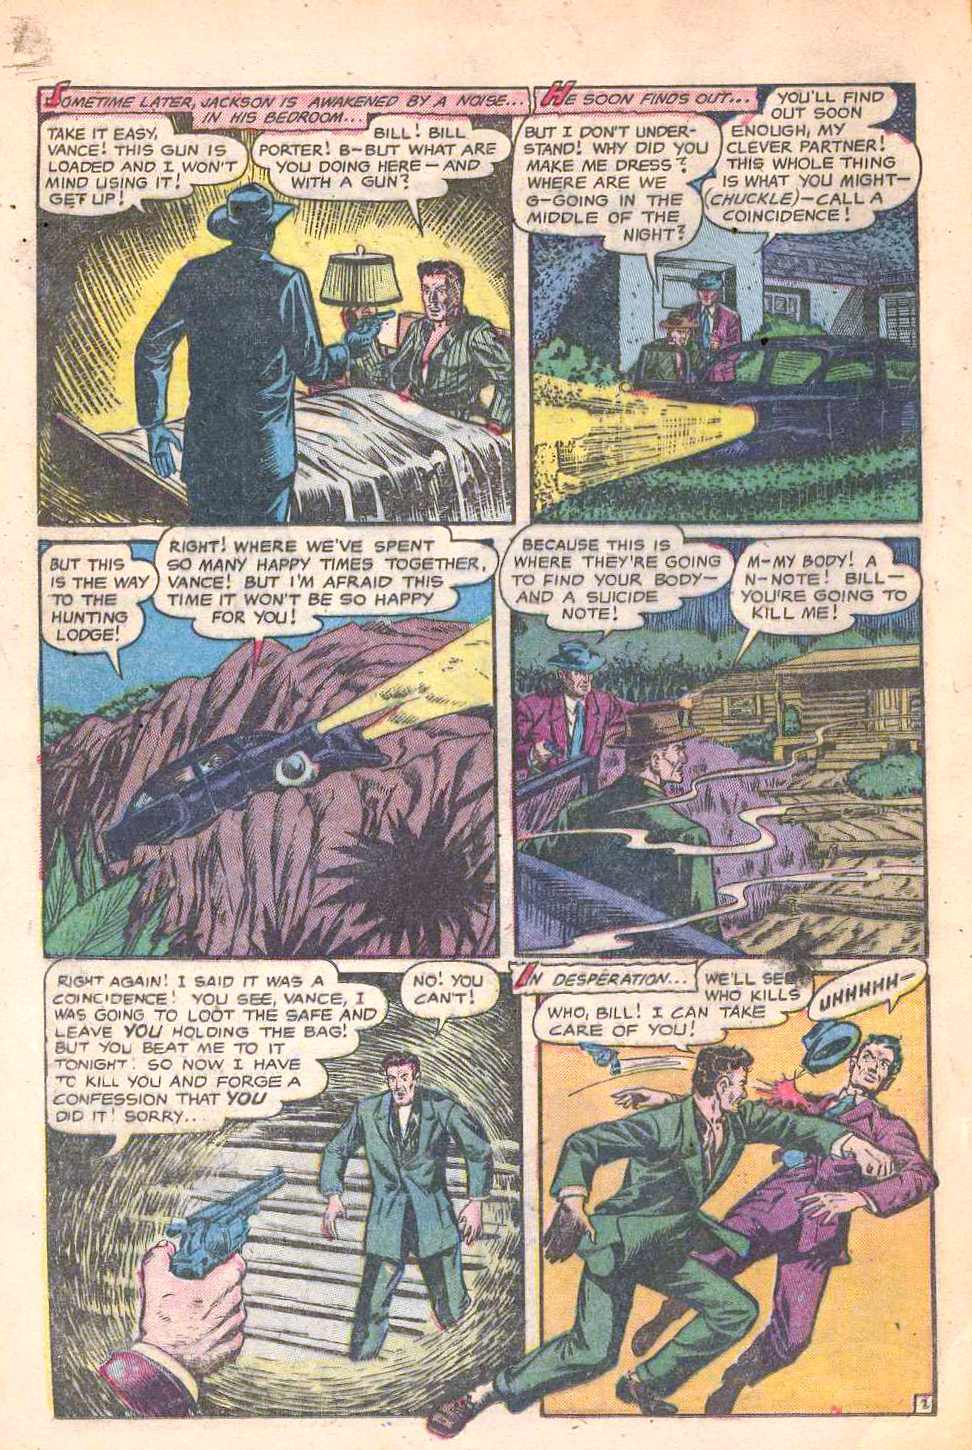 SOMETIME LATER, JACKSON IS AWAKENED BY A NOISE...
IN HIS BEDROOM...
TAKE IT EASY,
VANCE! THIS GUN IS
LOADED AND I WON'T
MIND USING IT!
GET UP!
BILL! BILL
PORTER! B-BUT WHAT ARE
YOU DOING HERE—AND
WITH A GUN?
HE SOON FINDS OUT...
BUT I DON'T UNDER-
STAND! WHY DID YOU
MAKE ME DRESS?
WHERE ARE WE
G-GOING IN THE
MIDDLE OF THE
NIGHT?
YOU'LL FIND
OUT SOON
ENOUGH, MY
CLEVER PARTNER!
THIS WHOLE THING
IS WHAT YOU MIGHT—
(CHUCKLE)—CALL A
COINCIDENCE!
BUT THIS
IS THE WAY
TO THE
HUNTING
LODGE!
RIGHT! WHERE WE'VE SPENT
SO MANY HAPPY TIMES TOGETHER,
VANCE! BUT I'M AFRAID THIS
TIME IT WON'T BE SO HAPPY
FOR YOU!
BECAUSE THIS IS
WHERE THEY'RE GOING
TO FIND YOUR BODY—
AND A SUICIDE
NOTE!
M-MY BODY! A
N-NOTE! BILL—
YOU'RE GOING TO
KILL ME!
RIGHT AGAIN! I SAID IT WAS A
COINCIDENCE! YOU SEE, VANCE, I
WAS GOING TO LOOT THE SAFE AND
LEAVE YOU HOLDING THE BAG!
BUT YOU BEAT ME TO IT
TONIGHT! SO NOW I HAVE
TO KILL YOU AND FORGE A
CONFESSION THAT YOU
DID IT! SORRY...
NO! YOU
CAN'T!
IN DESPERATION...
WE'LL SEE
WHO KILLS
WHO, BILL! I CAN TAKE
CARE OF YOU!
UHHHHH—
2